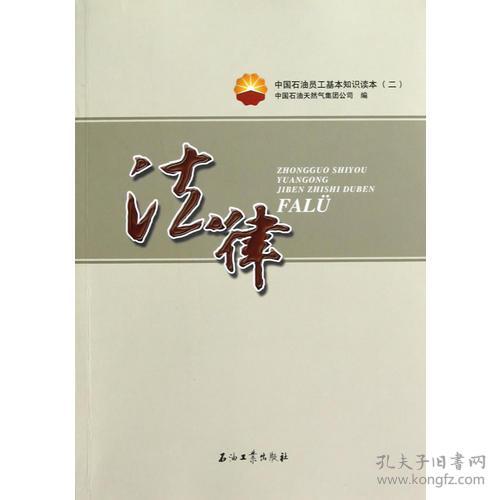 中国石油员工基本知识读本（二）
中国石油天然气集团公司 编
法律
ZHONGGUO SHIYOU
YUANGONG
JIBEN ZHISHI DUBEN
FALÜ
石油工业出版社
孔夫子旧书网
www.kongfz.com